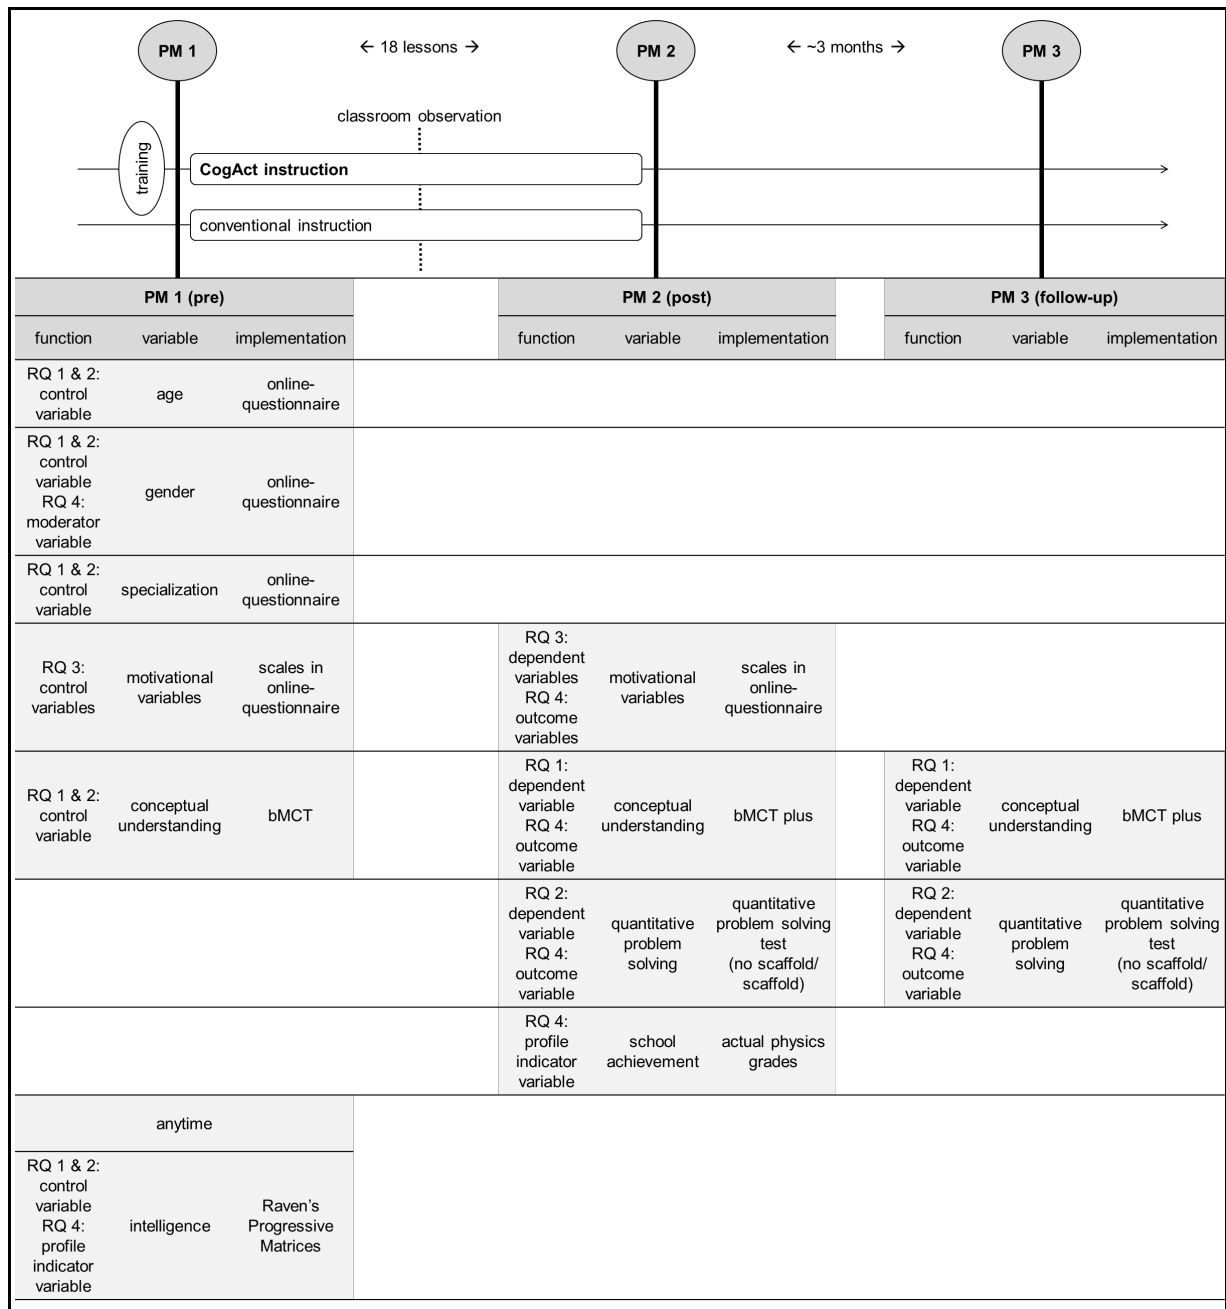 PM 1
← 18 lessons →
PM 2
← ~3 months →
PM 3
classroom observation
training
CogAct instruction
conventional instruction
PM 1 (pre)
PM 2 (post)
PM 3 (follow-up)
function
variable
implementation
function
variable
implementation
function
variable
implementation
RQ 1 & 2:
control
variable
age
online-
questionnaire
RQ 1 & 2:
control
variable
RQ 4:
moderator
variable
gender
online-
questionnaire
RQ 1 & 2:
control
variable
specialization
online-
questionnaire
RQ 3:
control
variables
motivational
variables
scales in
online-
questionnaire
RQ 3:
dependent
variables
RQ 4:
outcome
variables
motivational
variables
scales in
online-
questionnaire
RQ 1 & 2:
control
variable
conceptual
understanding
bMCT
RQ 1:
dependent
variable
RQ 4:
outcome
variable
conceptual
understanding
bMCT plus
RQ 1:
dependent
variable
RQ 4:
outcome
variable
conceptual
understanding
bMCT plus
RQ 2:
dependent
variable
RQ 4:
outcome
variable
quantitative
problem
solving
quantitative
problem solving
test
(no scaffold/
scaffold)
RQ 2:
dependent
variable
RQ 4:
outcome
variable
quantitative
problem
solving
quantitative
problem solving
test
(no scaffold/
scaffold)
RQ 4:
profile
indicator
variable
school
achievement
actual physics
grades
anytime
RQ 1 & 2:
control
variable
RQ 4:
profile
indicator
variable
intelligence
Raven's
Progressive
Matrices